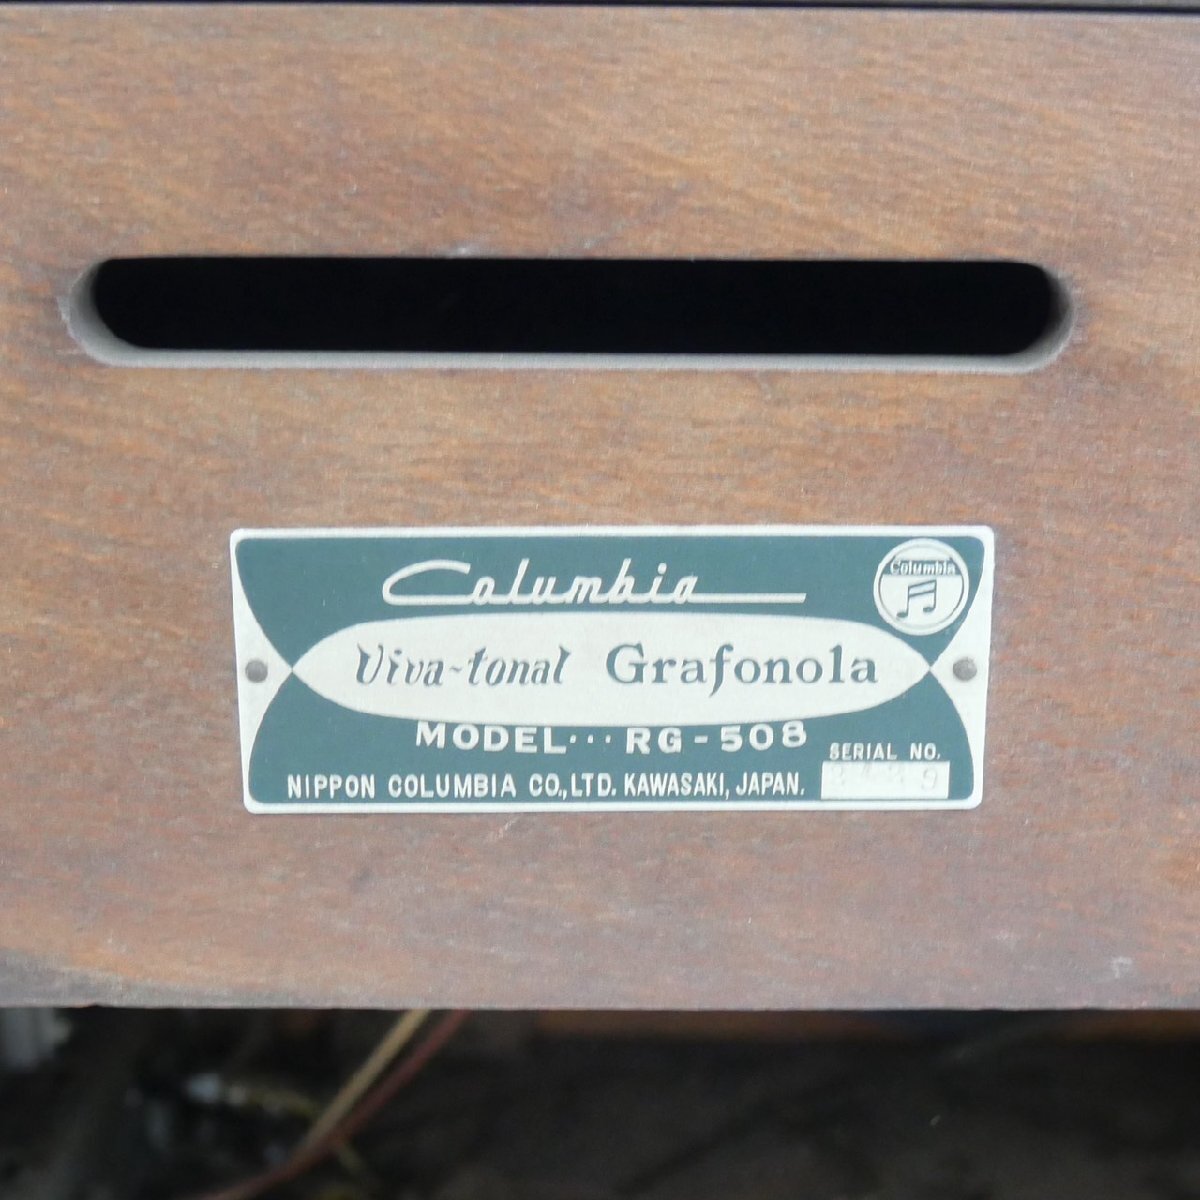 Columbia
Columbia
Viva-tonal Grafonola
MODEL··· RG-508
SERIAL NO.
NIPPON COLUMBIA CO., LTD. KAWASAKI, JAPAN.